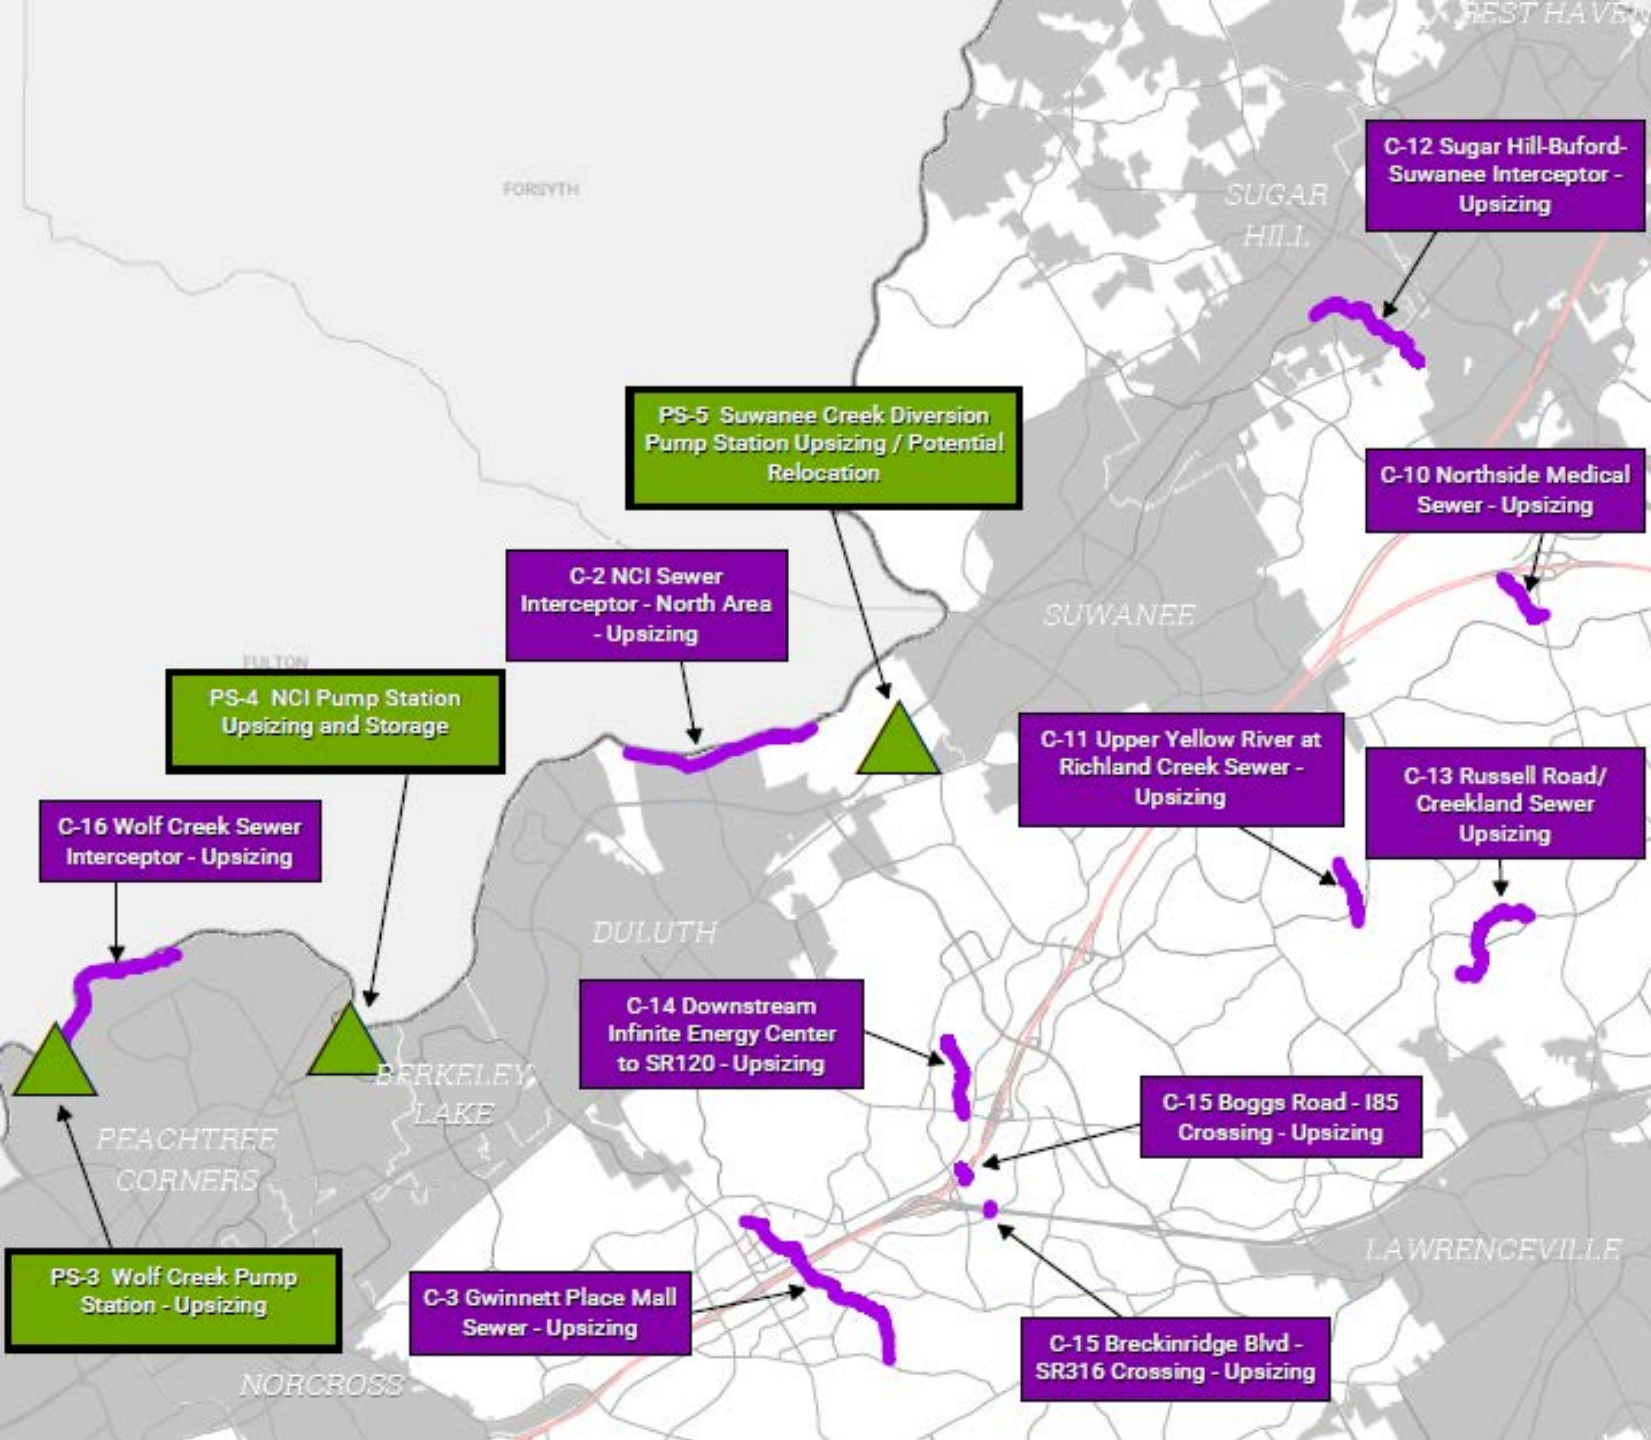 REST HAVEN
C-12 Sugar Hill-Buford-
Suwanee Interceptor -
Upsizing
FORSYTH
SUGAR
HILL
PS-5 Suwanee Creek Diversion
Pump Station Upsizing / Potential
Relocation
C-10 Northside Medical
Sewer - Upsizing
C-2 NCI Sewer
Interceptor - North Area
- Upsizing
SUWANEE
FULTON
PS-4 NCI Pump Station
Upsizing and Storage
C-11 Upper Yellow River at
Richland Creek Sewer -
Upsizing
C-13 Russell Road/
Creekland Sewer
Upsizing
C-16 Wolf Creek Sewer
Interceptor - Upsizing
DULUTH
C-14 Downstream
Infinite Energy Center
to SR120 - Upsizing
BERKELEY
LAKE
C-15 Boggs Road - I85
Crossing - Upsizing
PEACHTREE
CORNERS
LAWRENCEVILLE
PS-3 Wolf Creek Pump
Station - Upsizing
C-3 Gwinnett Place Mall
Sewer - Upsizing
C-15 Breckinridge Blvd -
SR316 Crossing - Upsizing
NORCROSS